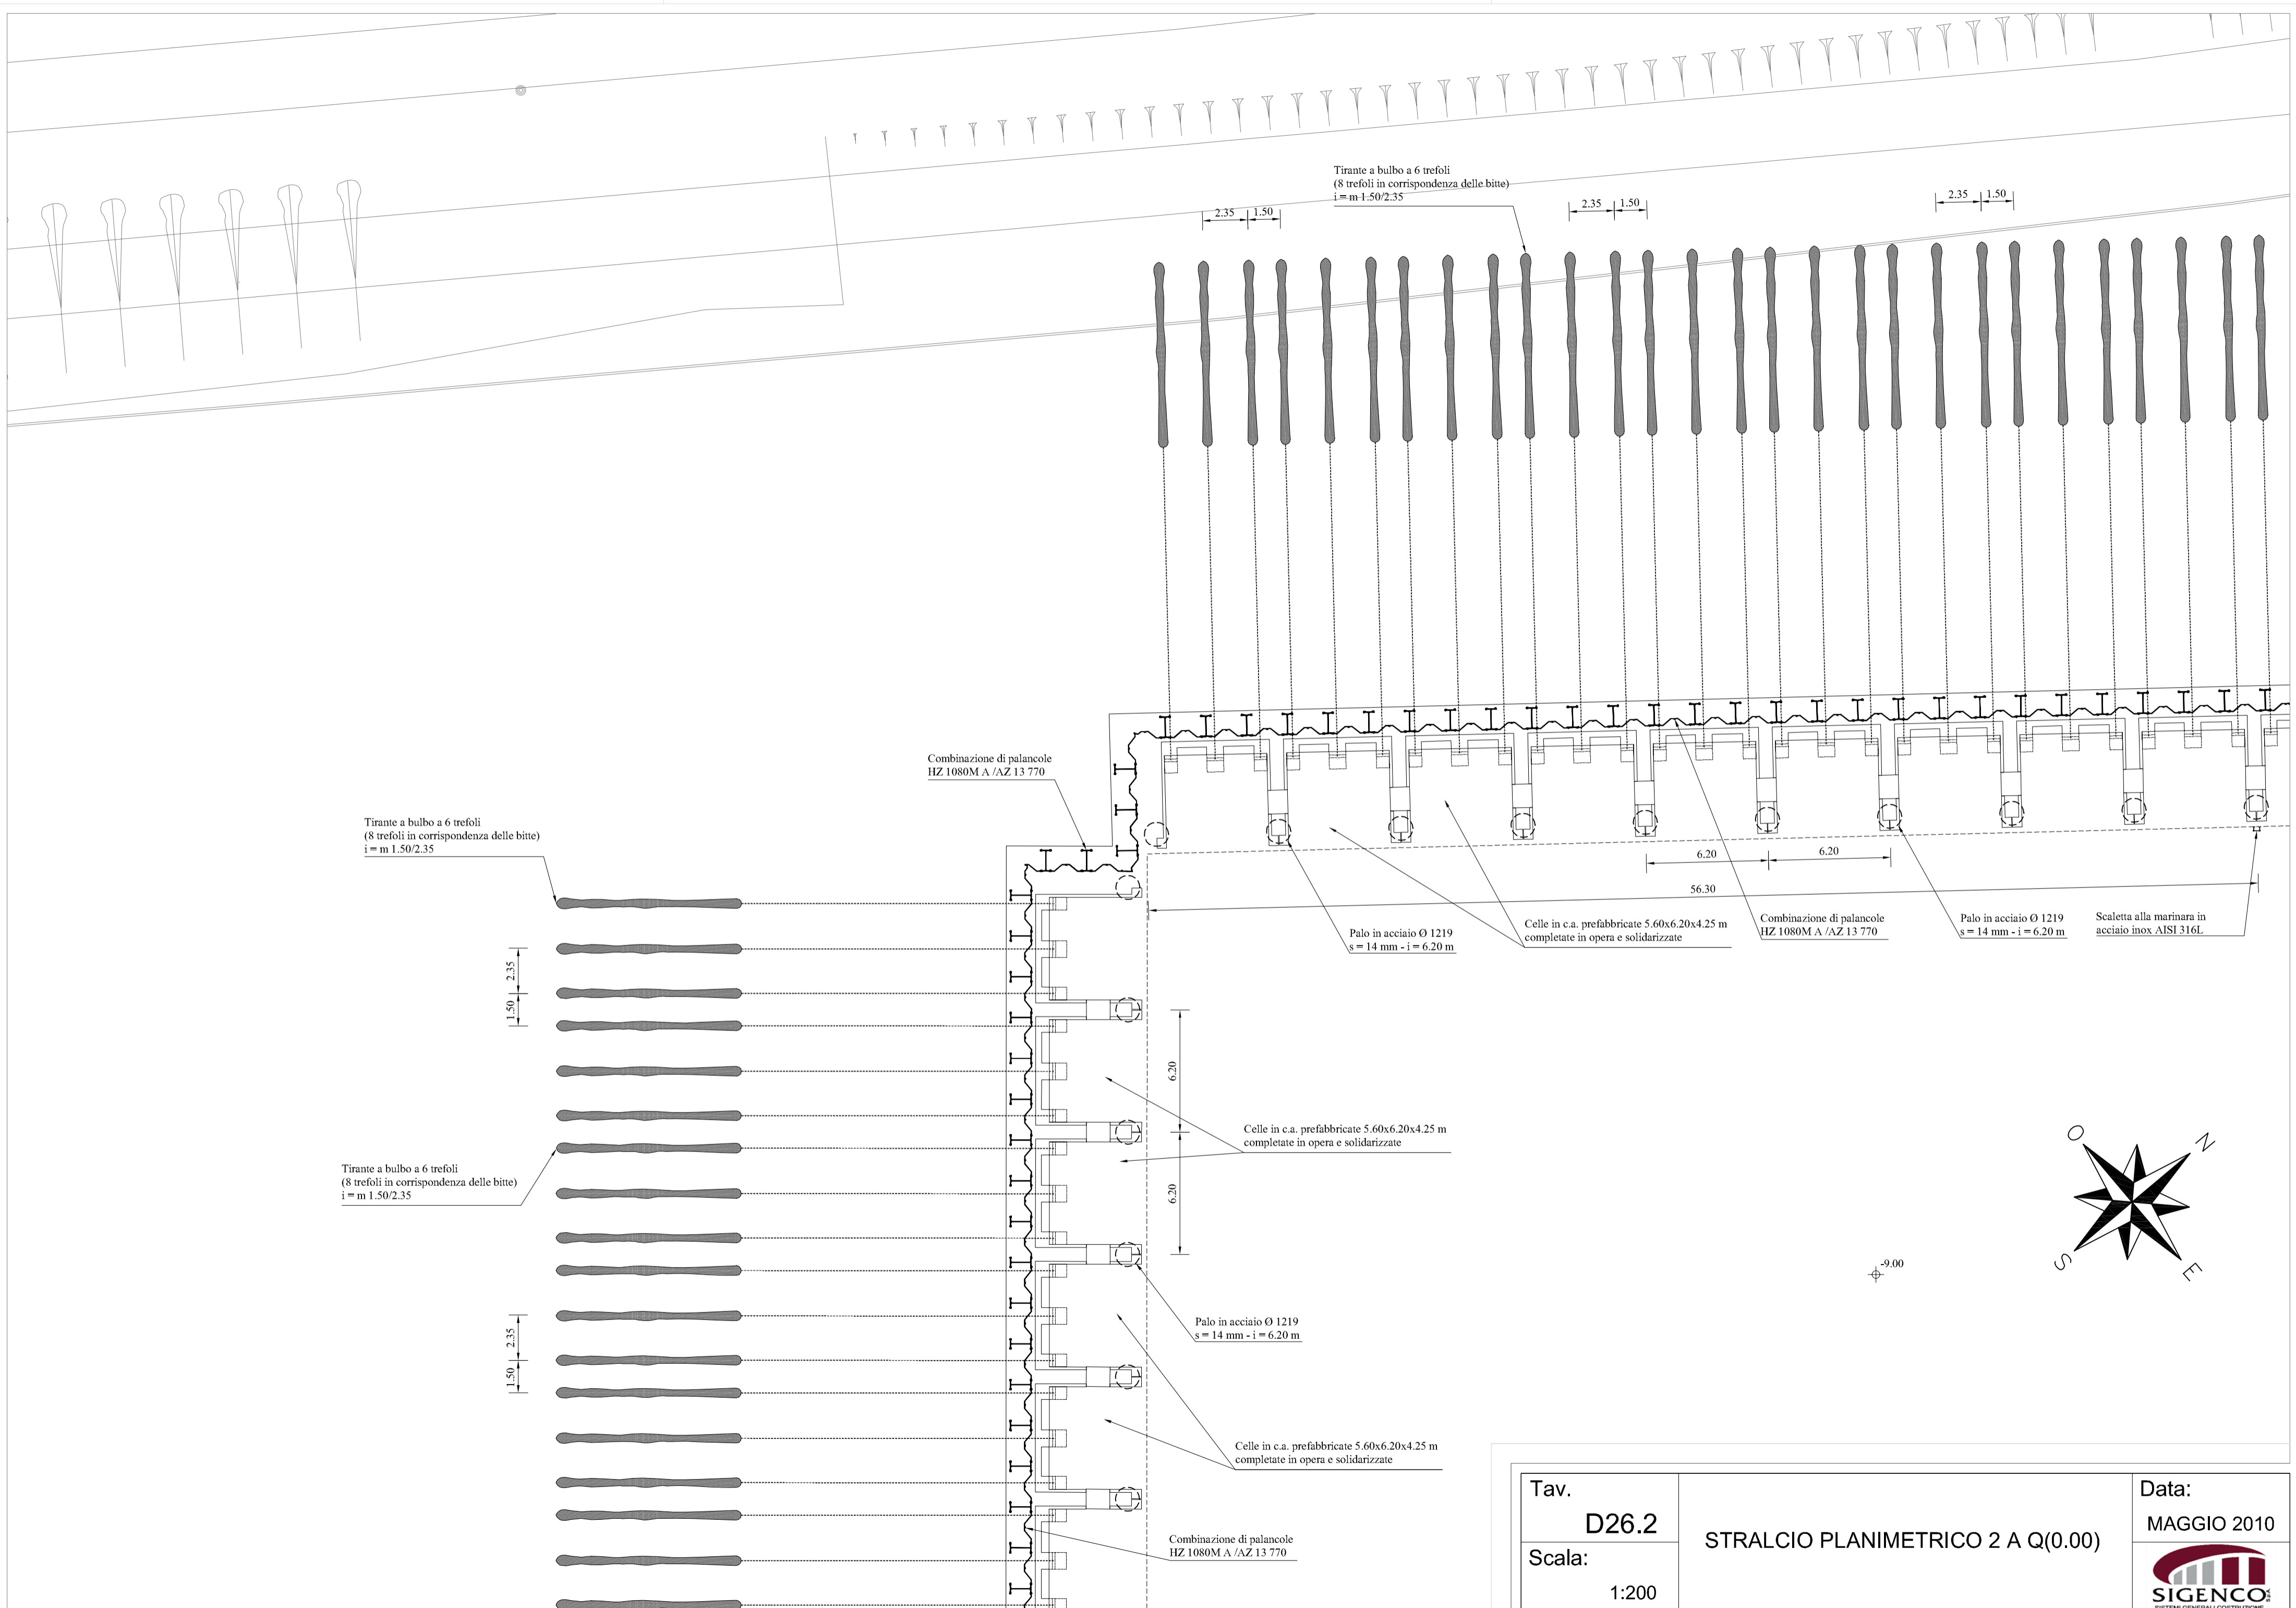 Tirante a bulbo a 6 trefoli
(8 trefoli in corrispondenza delle bitte)
i = m 1.50/2.35
2.35
1.50
2.35
1.50
2.35
1.50
Combinazione di palancole
HZ 1080M A /AZ 13 770
Tirante a bulbo a 6 trefoli
(8 trefoli in corrispondenza delle bitte)
i = m 1.50/2.35
6.20
6.20
56.30
Palo in acciaio Ø 1219
s = 14 mm - i = 6.20 m
Celle in c.a. prefabbricate 5.60x6.20x4.25 m
completate in opera e solidarizzate
Combinazione di palancole
HZ 1080M A /AZ 13 770
Palo in acciaio Ø 1219
s = 14 mm - i = 6.20 m
Scaletta alla marinara in
acciaio inox AISI 316L
2.35
1.50
6.20
6.20
Celle in c.a. prefabbricate 5.60x6.20x4.25 m
completate in opera e solidarizzate
Tirante a bulbo a 6 trefoli
(8 trefoli in corrispondenza delle bitte)
i = m 1.50/2.35
O
N
S
E
-9.00
Palo in acciaio Ø 1219
s = 14 mm - i = 6.20 m
2.35
1.50
Celle in c.a. prefabbricate 5.60x6.20x4.25 m
completate in opera e solidarizzate
Combinazione di palancole
HZ 1080M A /AZ 13 770
Tav.
D26.2
Scala:
1:200
STRALCIO PLANIMETRICO 2 A Q(0.00)
Data:
MAGGIO 2010
SIGENCO S.p.A.